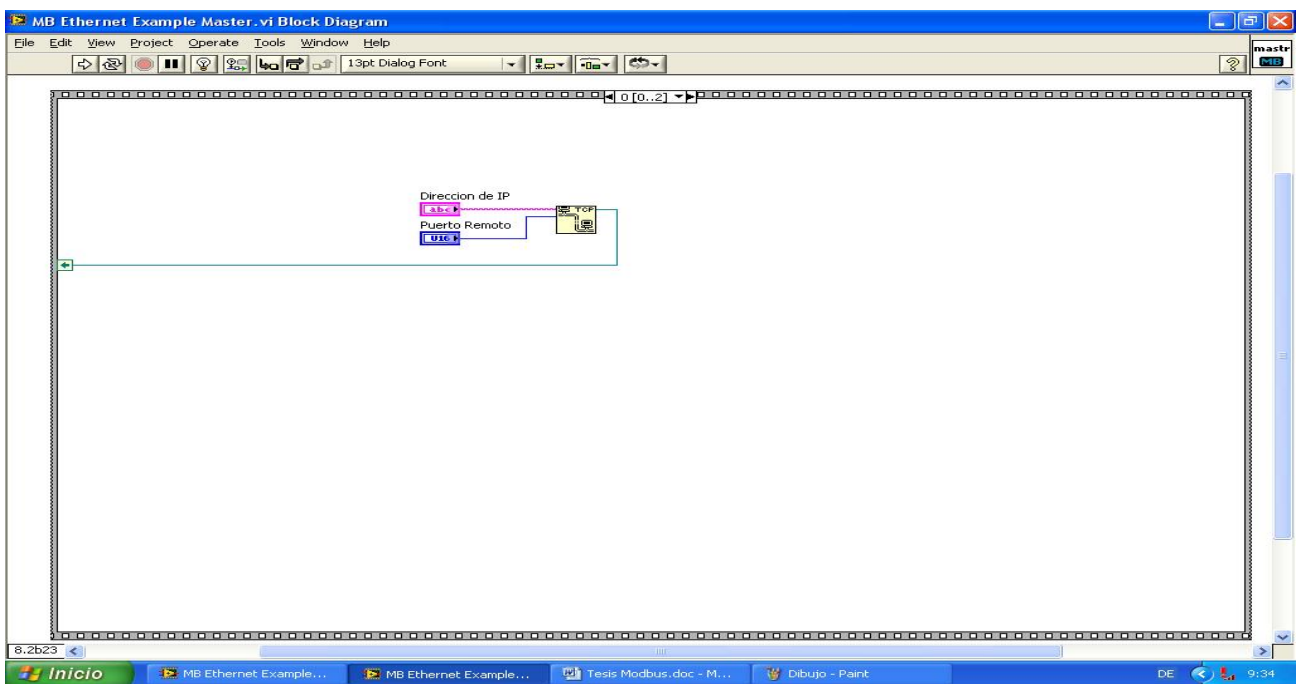 MB Ethernet Example Master.vi Block Diagram
File Edit View Project Operate Tools Window Help
mastr
MB
13pt Dialog Font
0 [0..2]
Direccion de IP
abc
TCP
Puerto Remoto
U16
8.2b23
Inicio
MB Ethernet Example...
MB Ethernet Example...
Tesis Modbus.doc - M...
Dibujo - Paint
DE
9:34